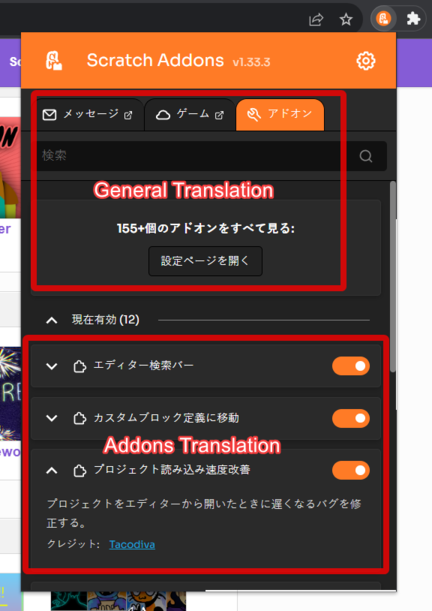 Scratch Addons v1.33.3
メッセージ
ゲーム
アドオン
検索
General Translation
155+個のアドオンをすべて見る:
設定ページを開く
現在有効 (12)
エディター検索バー
カスタムブロック定義に移動
Addons Translation
プロジェクト読み込み速度改善
プロジェクトをエディターから開いたときに遅くなるバグを修
正する。
クレジット: Tacodiva